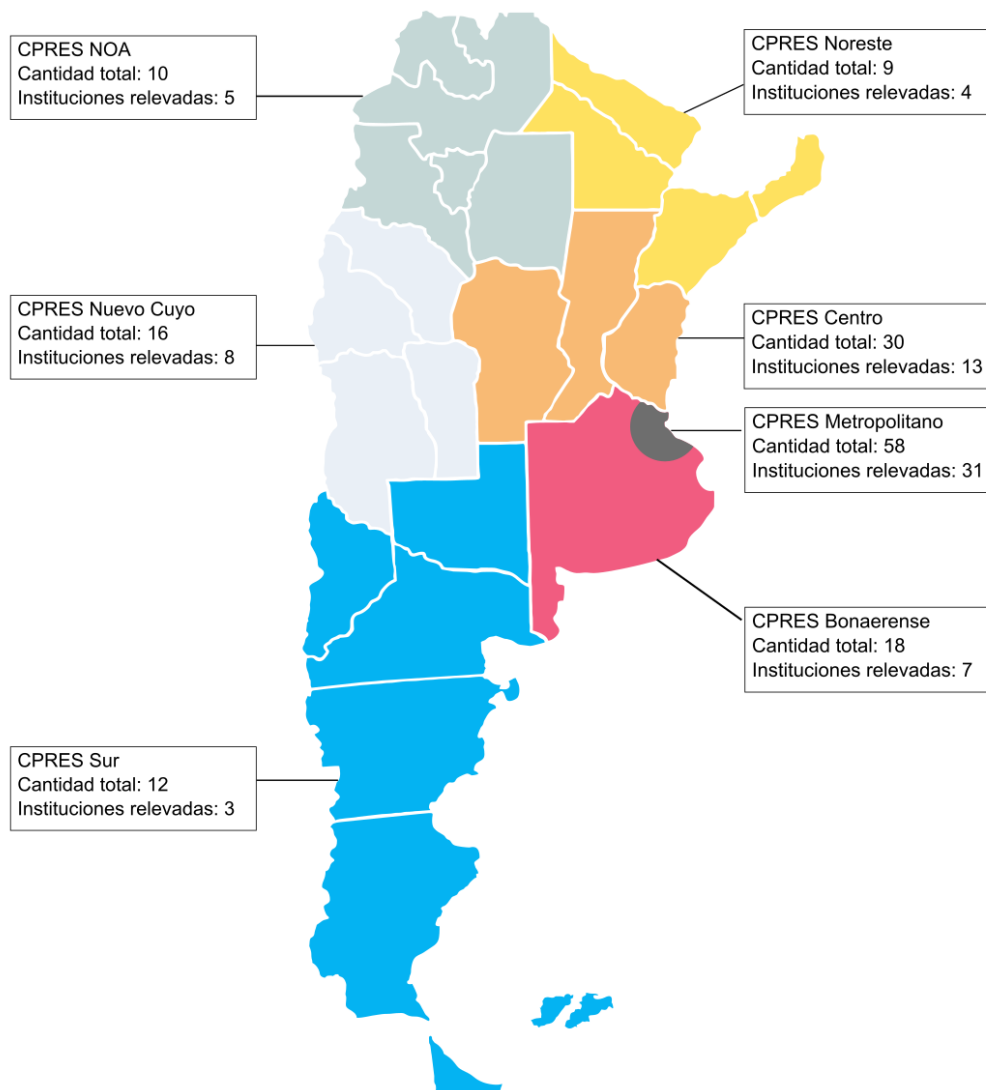 CPRES NOA
Cantidad total: 10
Instituciones relevadas: 5
CPRES Noreste
Cantidad total: 9
Instituciones relevadas: 4
CPRES Nuevo Cuyo
Cantidad total: 16
Instituciones relevadas: 8
CPRES Centro
Cantidad total: 30
Instituciones relevadas: 13
CPRES Metropolitano
Cantidad total: 58
Instituciones relevadas: 31
CPRES Bonaerense
Cantidad total: 18
Instituciones relevadas: 7
CPRES Sur
Cantidad total: 12
Instituciones relevadas: 3